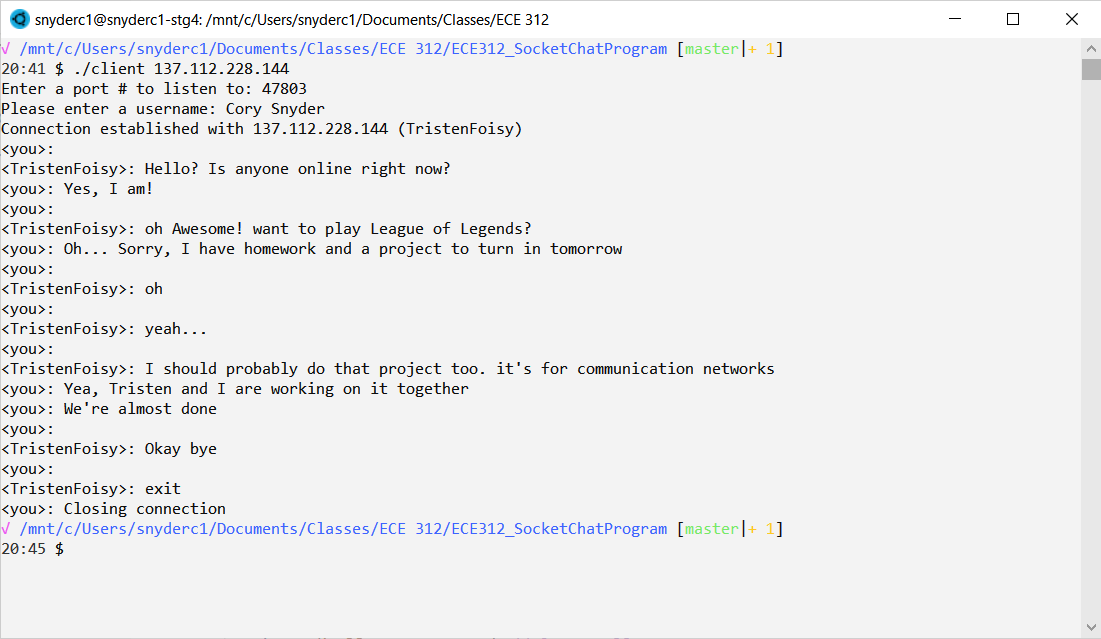 snyderc1@snyderc1-stg4: /mnt/c/Users/snyderc1/Documents/Classes/ECE 312
√ /mnt/c/Users/snyderc1/Documents/Classes/ECE 312/ECE312_SocketChatProgram [master|+ 1]
20:41 $ ./client 137.112.228.144
Enter a port # to listen to: 47803
Please enter a username: Cory Snyder
Connection established with 137.112.228.144 (TristenFoisy)
<you>:
<TristenFoisy>: Hello? Is anyone online right now?
<you>: Yes, I am!
<you>:
<TristenFoisy>: oh Awesome! want to play League of Legends?
<you>: Oh... Sorry, I have homework and a project to turn in tomorrow
<you>:
<TristenFoisy>: oh
<you>:
<TristenFoisy>: yeah...
<you>:
<TristenFoisy>: I should probably do that project too. it's for communication networks
<you>: Yea, Tristen and I are working on it together
<you>: We're almost done
<you>:
<TristenFoisy>: Okay bye
<you>:
<TristenFoisy>: exit
<you>: Closing connection
√ /mnt/c/Users/snyderc1/Documents/Classes/ECE 312/ECE312_SocketChatProgram [master|+ 1]
20:45 $